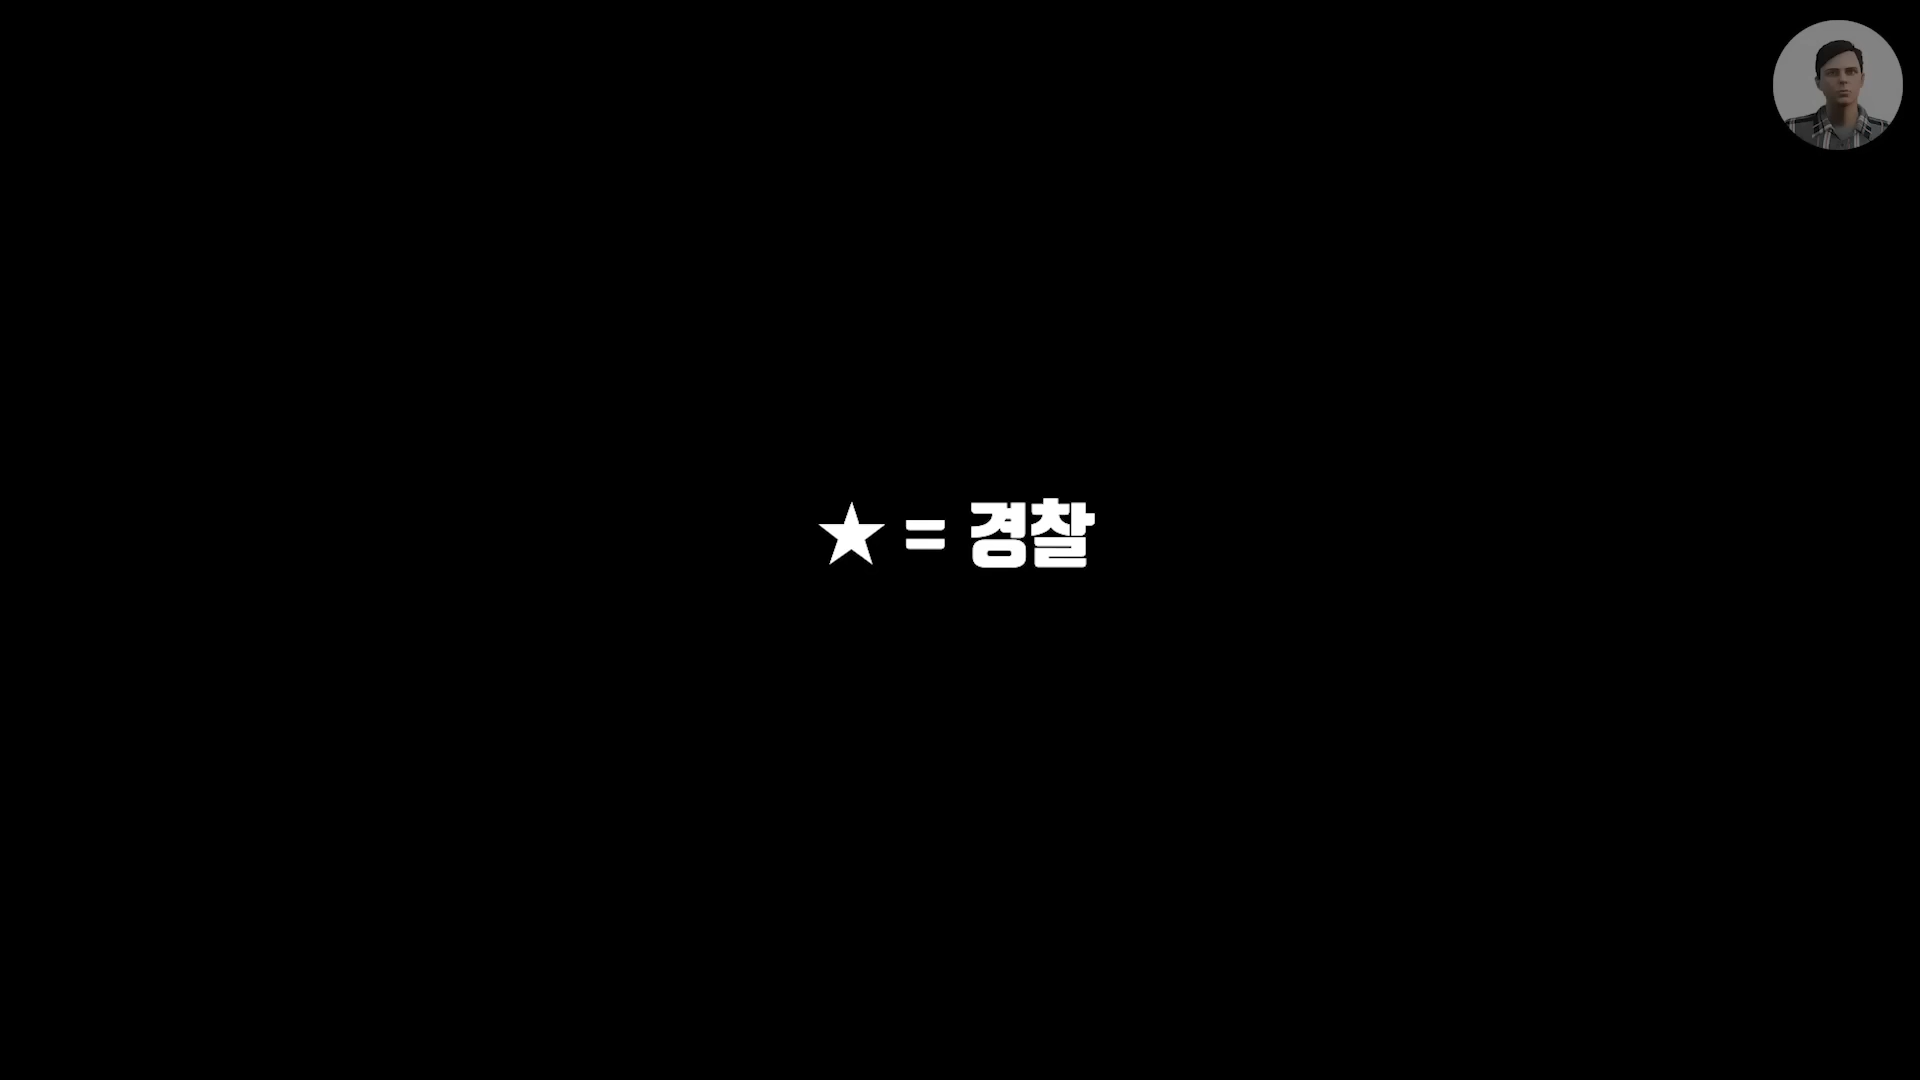 ★ = 경찰